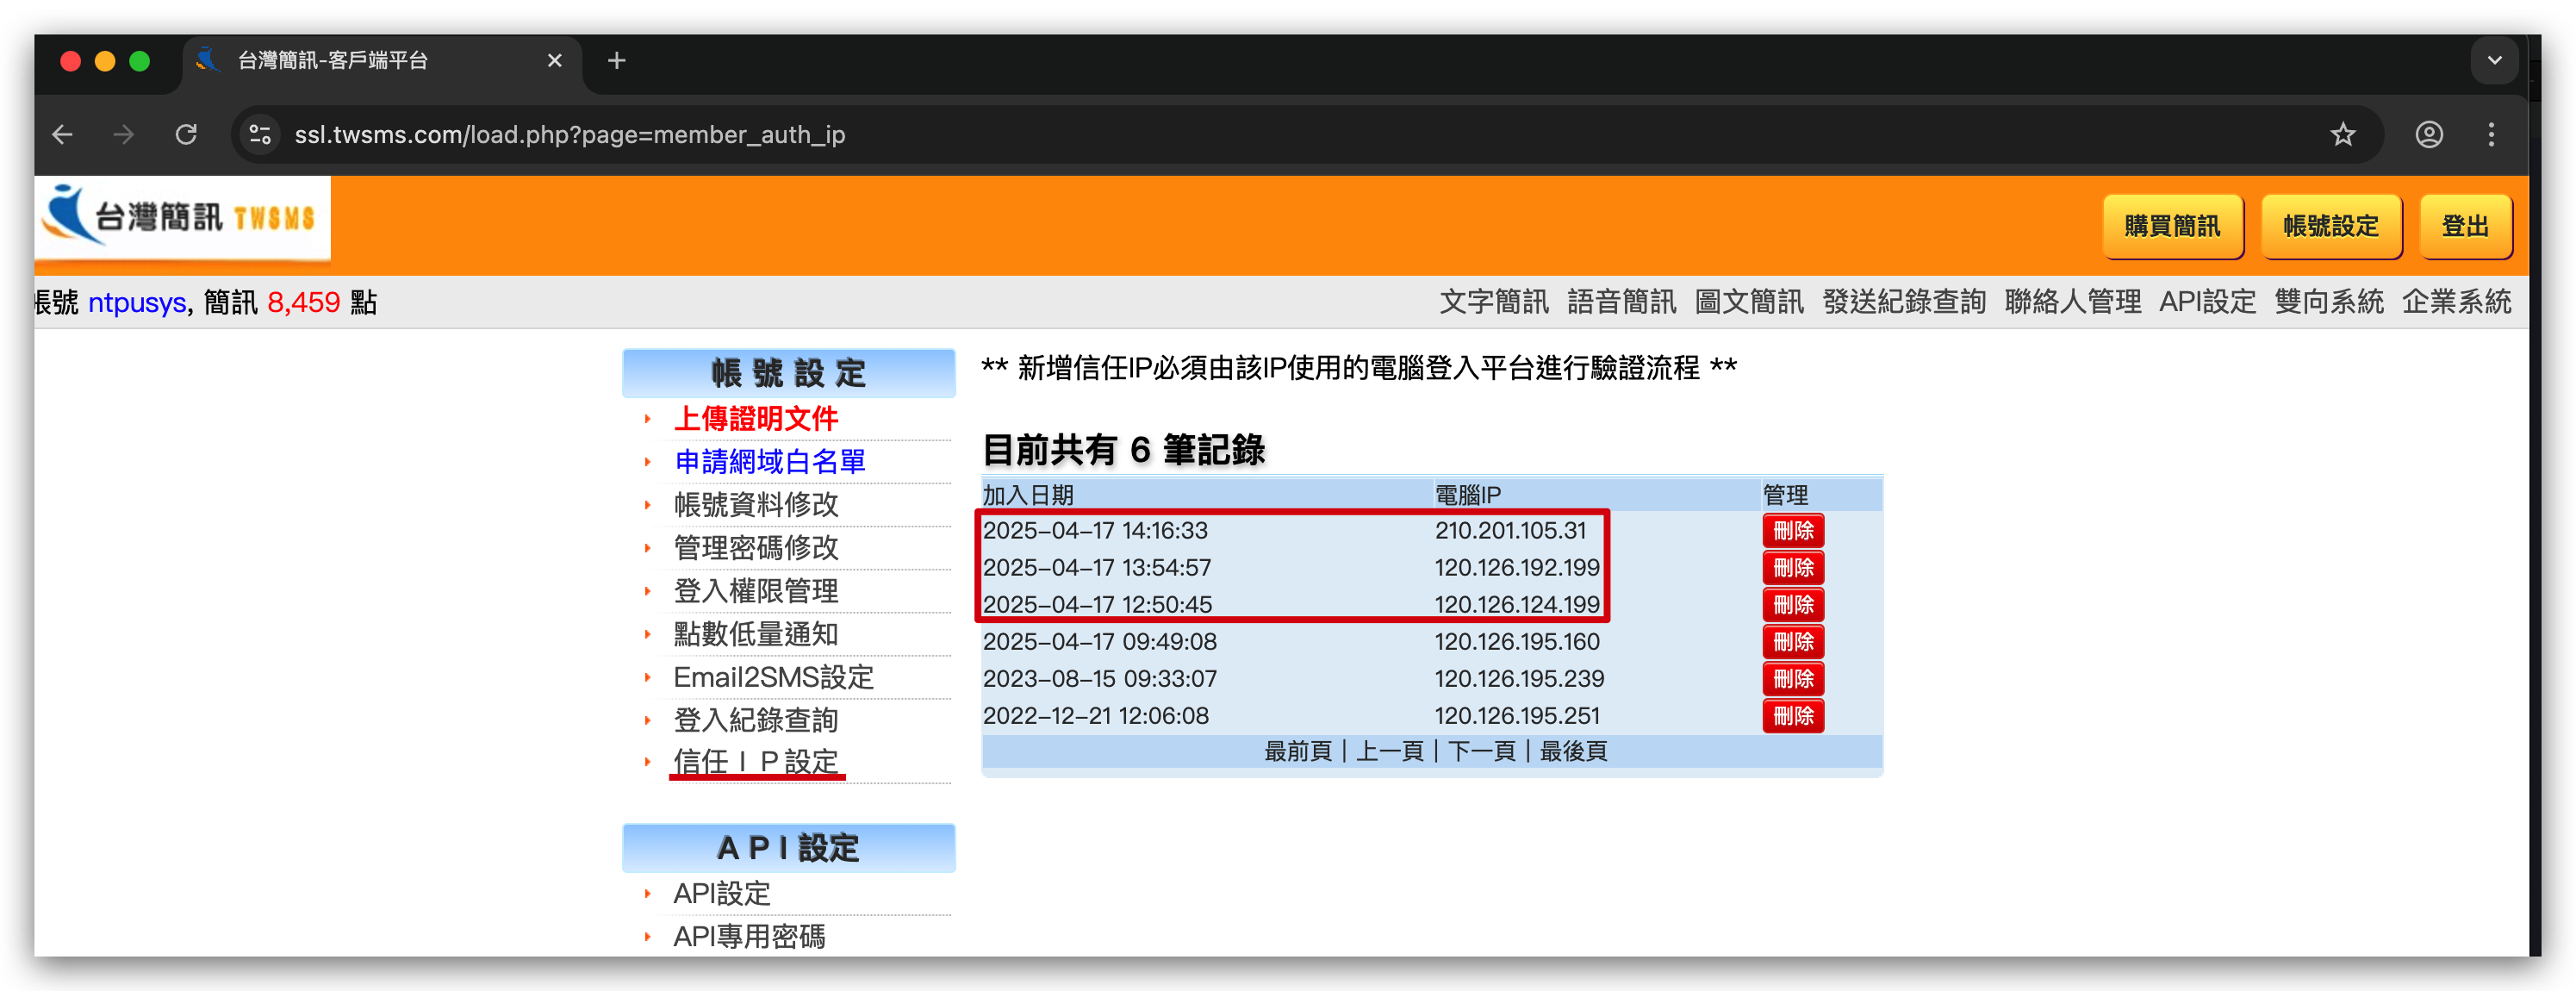 台灣簡訊-客戶端平台
ssl.twsms.com/load.php?page=member_auth_ip
台灣簡訊 TWSMS
購買簡訊 帳號設定 登出
帳號 ntpusys, 簡訊 8,459 點
文字簡訊 語音簡訊 圖文簡訊 發送紀錄查詢 聯絡人管理 API設定 雙向系統 企業系統
帳 號 設 定
上傳證明文件
申請網域白名單
帳號資料修改
管理密碼修改
登入權限管理
點數低量通知
Email2SMS設定
登入紀錄查詢
信任ＩＰ設定
ＡＰＩ設定
API設定
API專用密碼
** 新增信任IP必須由該IP使用的電腦登入平台進行驗證流程 **
目前共有 6 筆記錄
加入日期 電腦IP 管理
2025-04-17 14:16:33 210.201.105.31 刪除
2025-04-17 13:54:57 120.126.192.199 刪除
2025-04-17 12:50:45 120.126.124.199 刪除
2025-04-17 09:49:08 120.126.195.160 刪除
2023-08-15 09:33:07 120.126.195.239 刪除
2022-12-21 12:06:08 120.126.195.251 刪除
最前頁 | 上一頁 | 下一頁 | 最後頁